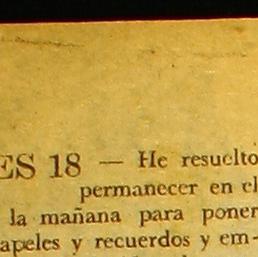 ES 18 — He resuelto
permanecer en el
la mañana para poner
apeles y recuerdos y em-